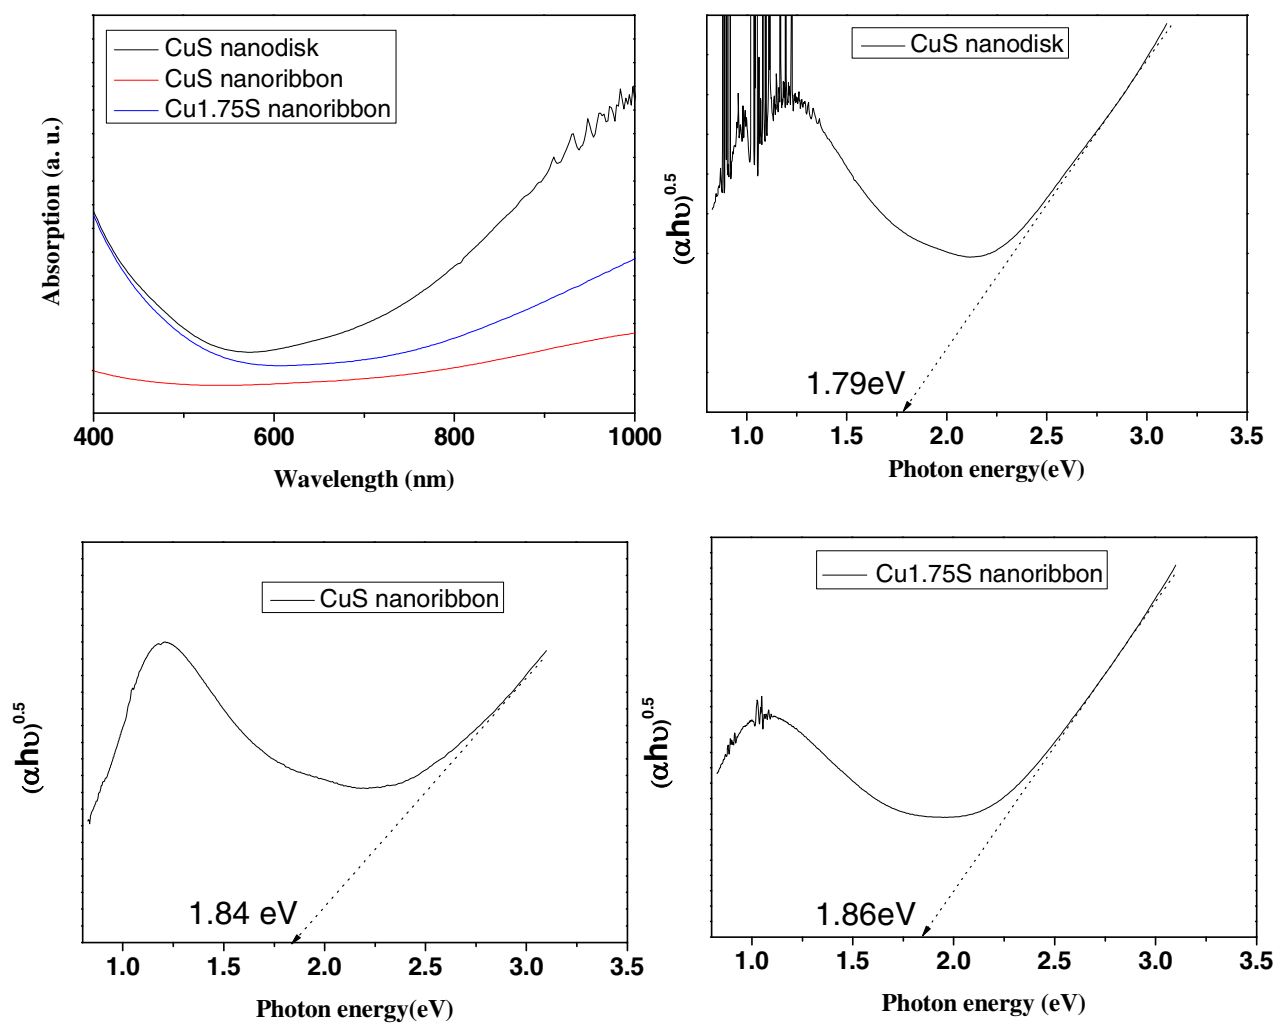 CuS nanodisk
CuS nanoribbon
Cu1.75S nanoribbon
Absorption (a. u.)
400 600 800 1000
Wavelength (nm)
CuS nanodisk
(αhυ)0.5
1.79eV
1.0 1.5 2.0 2.5 3.0 3.5
Photon energy(eV)
CuS nanoribbon
(αhυ)0.5
1.84 eV
1.0 1.5 2.0 2.5 3.0 3.5
Photon energy(eV)
Cu1.75S nanoribbon
(αhυ)0.5
1.86eV
1.0 1.5 2.0 2.5 3.0 3.5
Photon energy (eV)